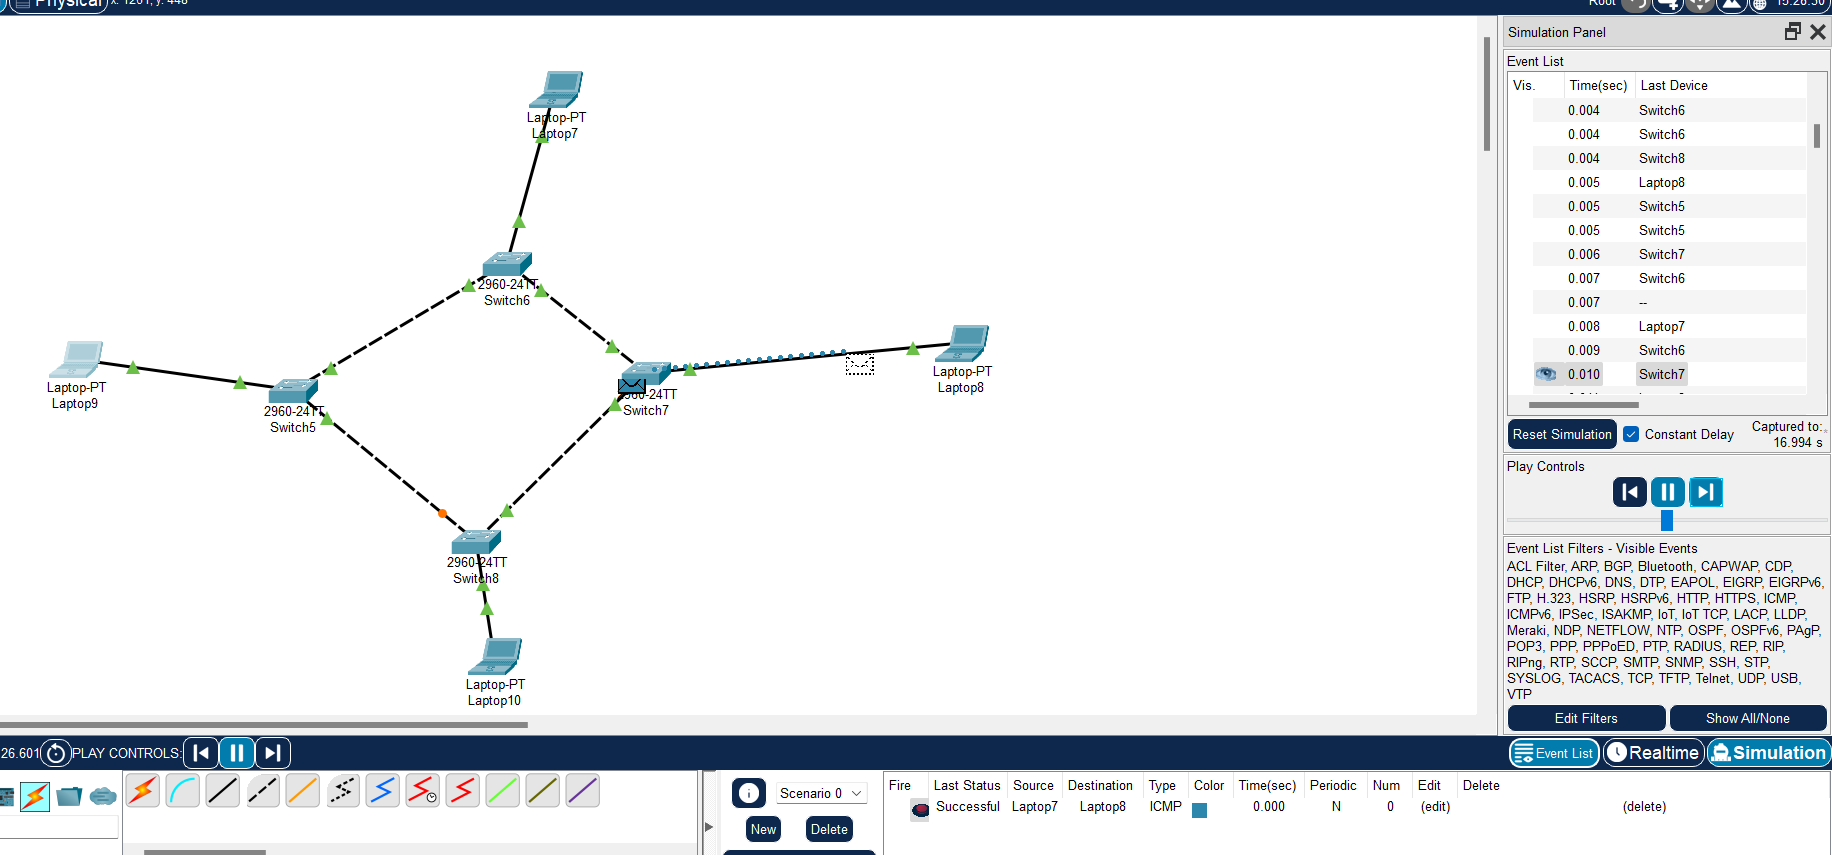 Physical x: 1201, y: 448
Root
15:28:30
Laptop-PT
Laptop7
2960-24TT
Switch6
Laptop-PT
Laptop9
2960-24TT
Switch5
2960-24TT
Switch7
Laptop-PT
Laptop8
2960-24TT
Switch8
Laptop-PT
Laptop10
Simulation Panel
Event List
Vis. Time(sec) Last Device
0.004 Switch6
0.004 Switch6
0.004 Switch8
0.005 Laptop8
0.005 Switch5
0.005 Switch5
0.006 Switch7
0.007 Switch6
0.007 --
0.008 Laptop7
0.009 Switch6
0.010 Switch7
Reset Simulation Constant Delay Captured to:
16.994 s
Play Controls
Event List Filters - Visible Events
ACL Filter, ARP, BGP, Bluetooth, CAPWAP, CDP,
DHCP, DHCPv6, DNS, DTP, EAPOL, EIGRP, EIGRPv6,
FTP, H.323, HSRP, HSRPv6, HTTP, HTTPS, ICMP,
ICMPv6, IPSec, ISAKMP, IoT, IoT TCP, LACP, LLDP,
Meraki, NDP, NETFLOW, NTP, OSPF, OSPFv6, PAgP,
POP3, PPP, PPPoED, PTP, RADIUS, REP, RIP,
RIPng, RTP, SCCP, SMTP, SNMP, SSH, STP,
SYSLOG, TACACS, TCP, TFTP, Telnet, UDP, USB,
VTP
Edit Filters Show All/None
26.601 PLAY CONTROLS:
Event List Realtime Simulation
Scenario 0
New Delete
Fire Last Status Source Destination Type Color Time(sec) Periodic Num Edit Delete
Successful Laptop7 Laptop8 ICMP 0.000 N 0 (edit) (delete)